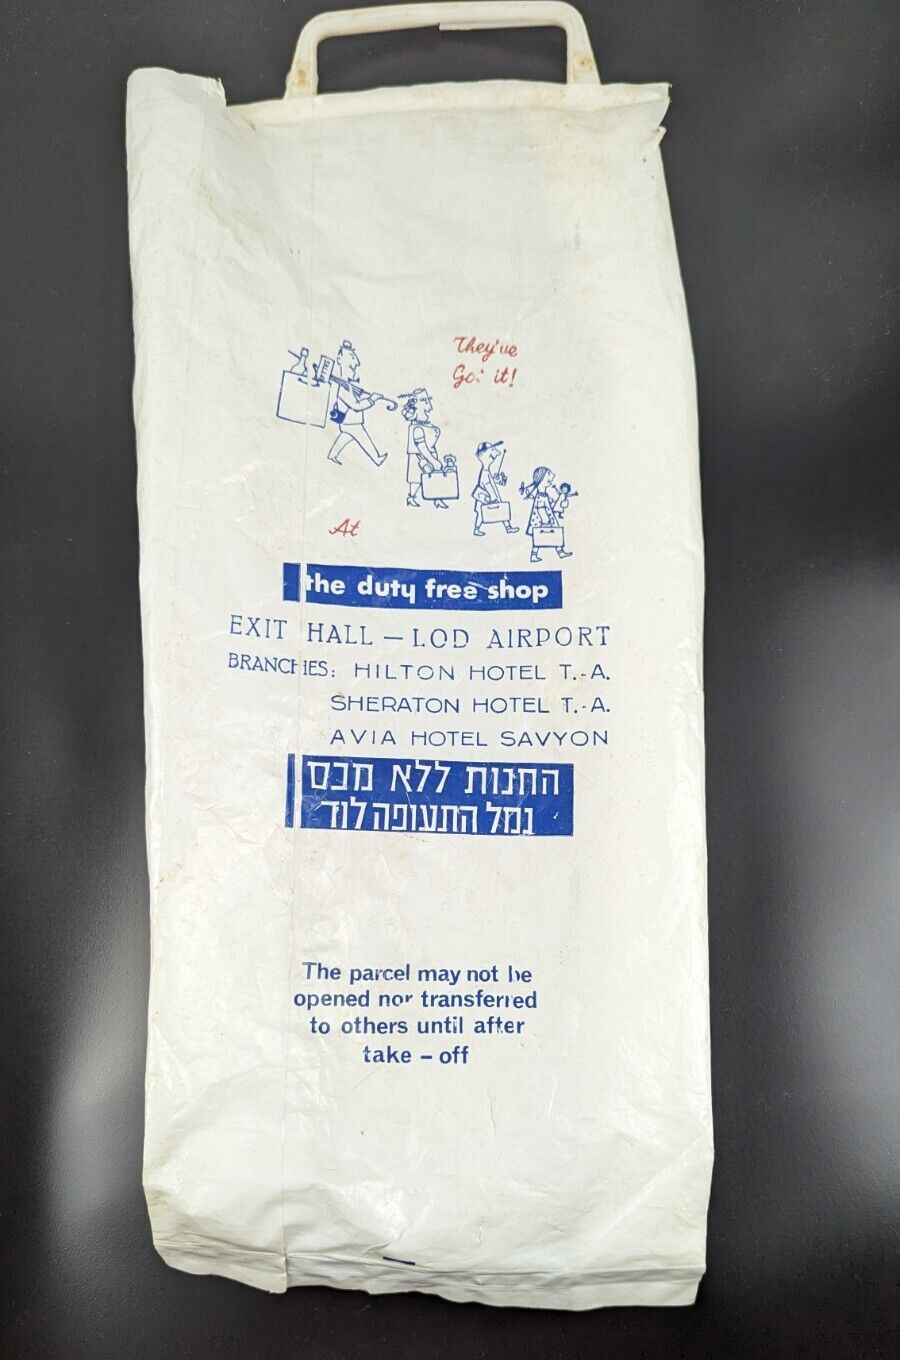 They've
Got it!
At
the duty free shop
EXIT HALL – LOD AIRPORT
BRANCHES: HILTON HOTEL T.-A.
SHERATON HOTEL T.-A.
AVIA HOTEL SAVYON
החנות ללא מכס
נמל התעופה לוד
The parcel may not be
opened nor transferred
to others until after
take – off